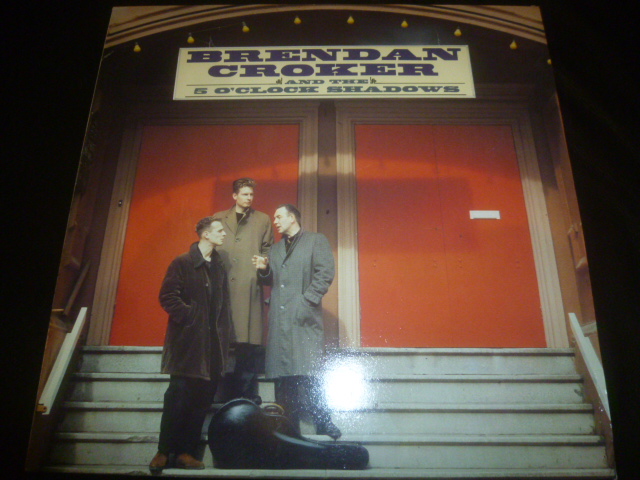 BRENDAN
CROKER
AND THE
5 O'CLOCK SHADOWS